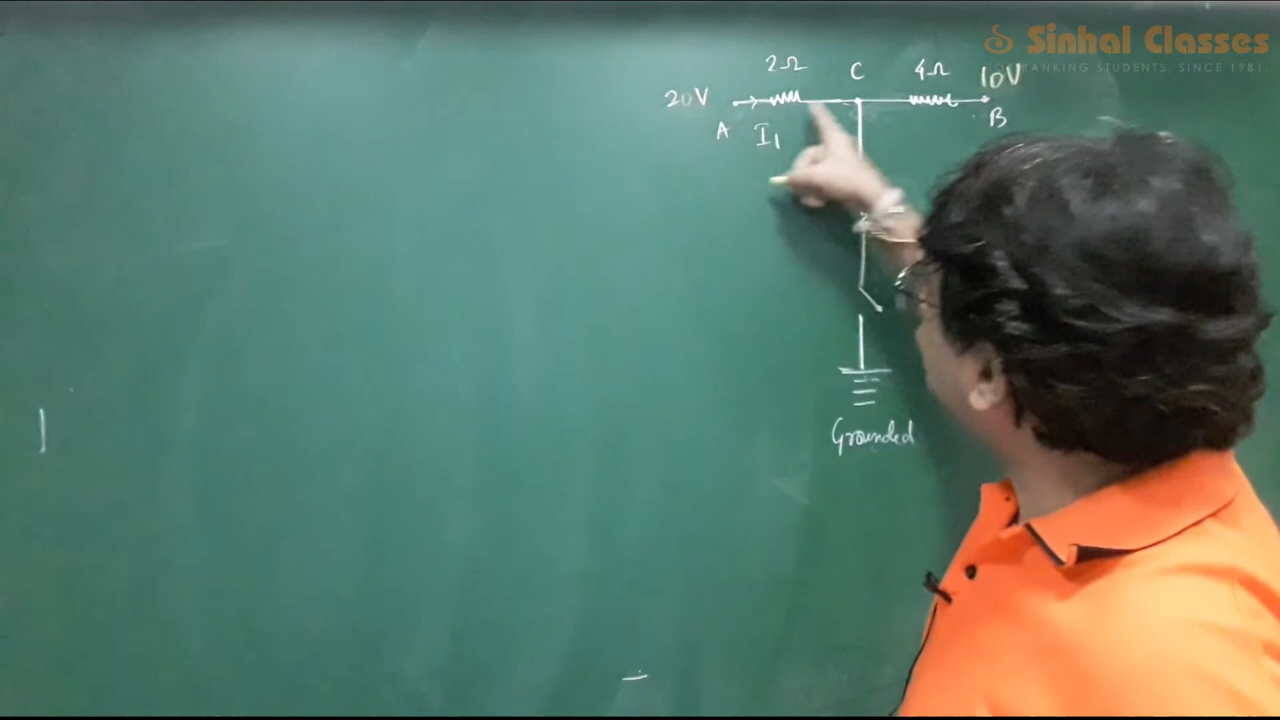 Sinhal Classes
RANKING STUDENTS, SINCE 1981.
2Ω C 4Ω 10V
20V
A I₁ B
Grounded